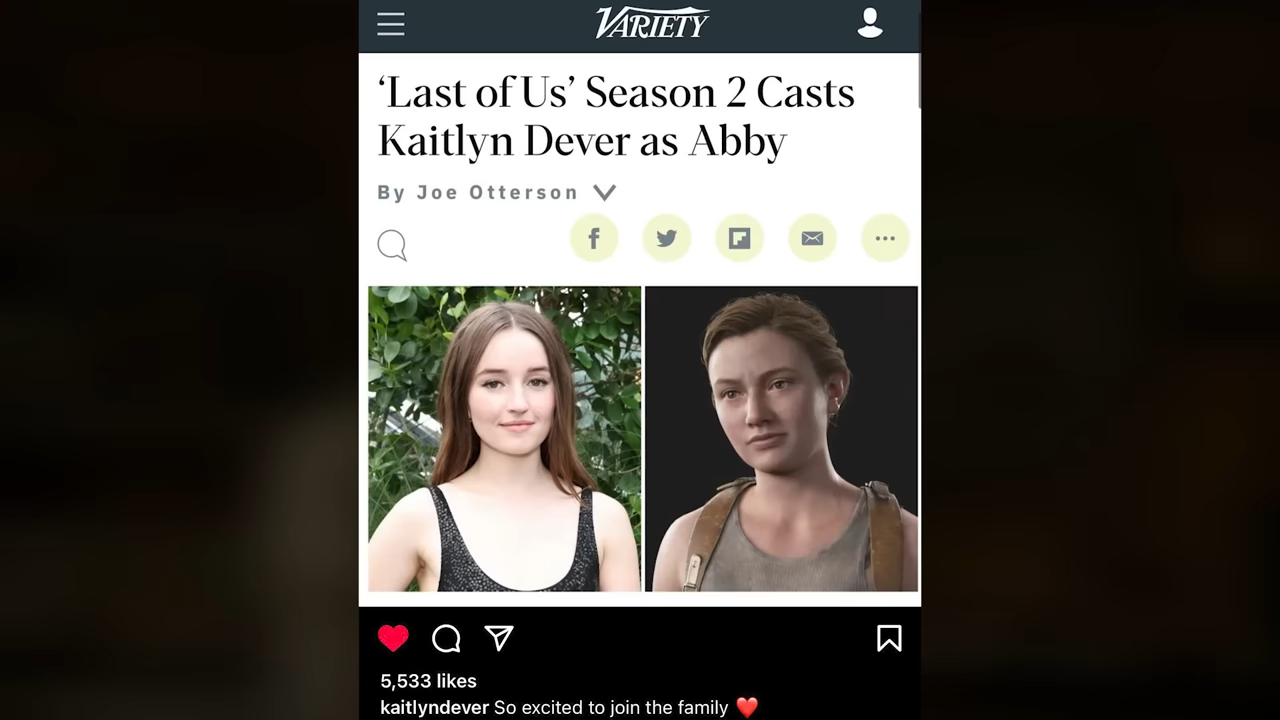 VARIETY
‘Last of Us’ Season 2 Casts
Kaitlyn Dever as Abby
By Joe Otterson
5,533 likes
kaitlyndever So excited to join the family ❤️